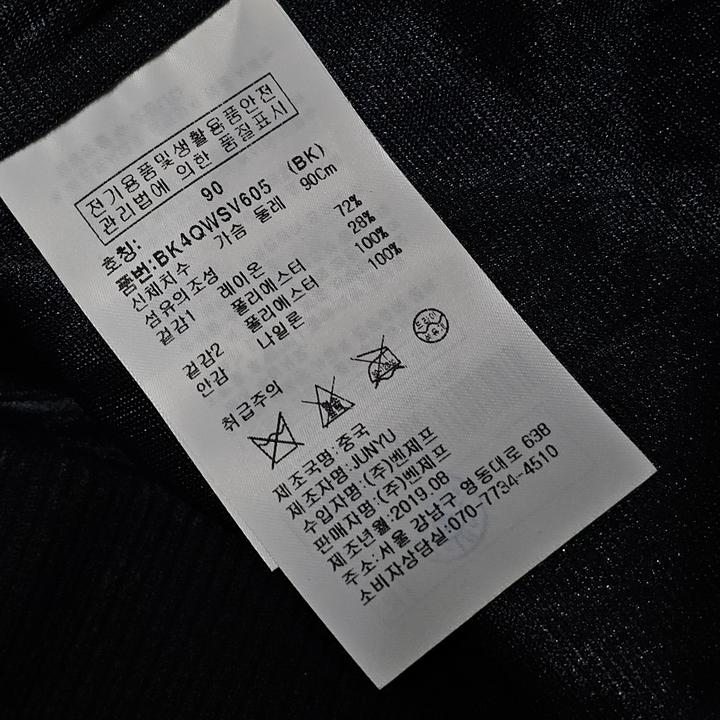 전기용품및생활용품안전
관리법에 의한 품질표시
호칭: 90
품번:BK4QWSV605 (BK)
신체치수 가슴 둘레 90Cm
섬유의조성
겉감1 레이온 72%
폴리에스터 28%
겉감2 폴리에스터 100%
안감 나일론 100%
취급주의
드라이
제조국명:중국
제조자명:JUNYU
수입자명:(주)벤제프
판매자명:(주)벤제프
제조년월:2019.08
주소:서울 강남구 영동대로 638
소비자상담실:070-7734-4510